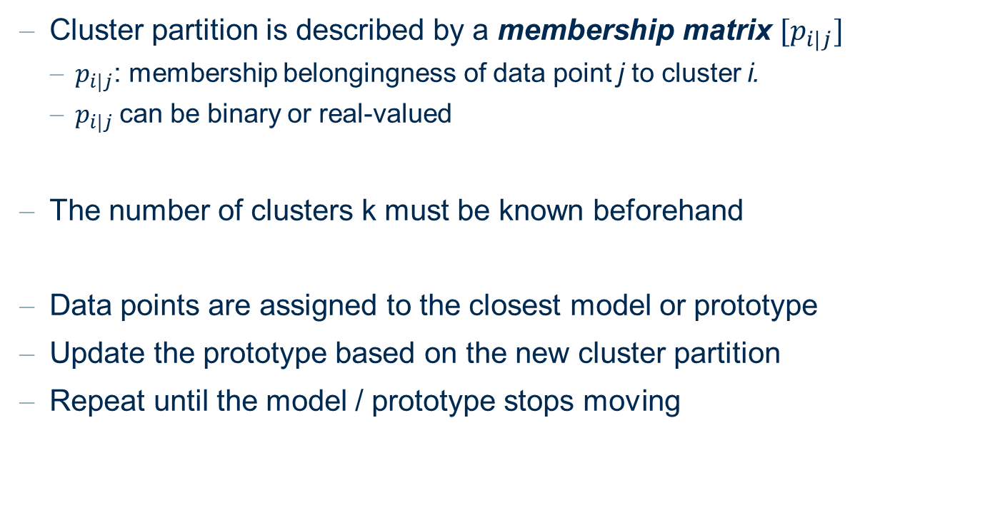 – Cluster partition is described by a membership matrix [p_{i|j}]
– p_{i|j}: membership belongingness of data point j to cluster i.
– p_{i|j} can be binary or real-valued
– The number of clusters k must be known beforehand
– Data points are assigned to the closest model or prototype
– Update the prototype based on the new cluster partition
– Repeat until the model / prototype stops moving